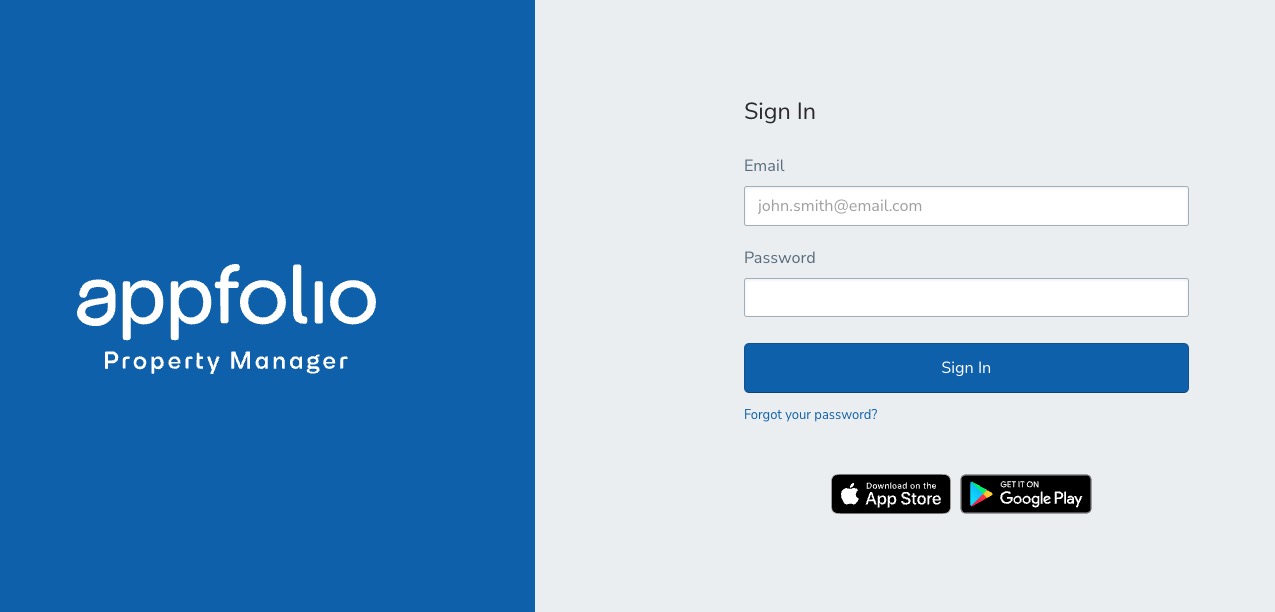 appfolio
Property Manager
Sign In
Email
john.smith@email.com
Password
Sign In
Forgot your password?
Download on the
App Store
GET IT ON
Google Play